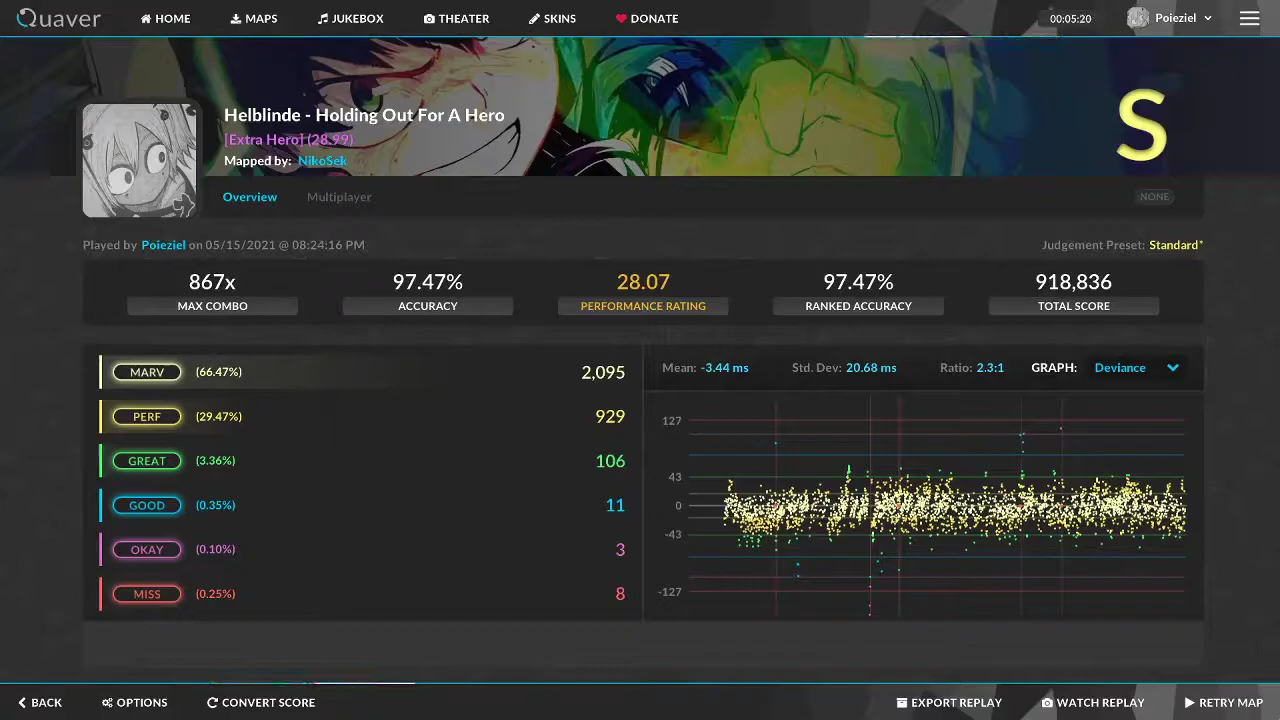 Quaver HOME MAPS JUKEBOX THEATER SKINS DONATE 00:05:20 Poieziel
Helblinde - Holding Out For A Hero
[Extra Hero] (28.99)
Mapped by: NikoSek
S
Overview Multiplayer NONE
Played by Poieziel on 05/15/2021 @ 08:24:16 PM Judgement Preset: Standard*
867x 97.47% 28.07 97.47% 918,836
MAX COMBO ACCURACY PERFORMANCE RATING RANKED ACCURACY TOTAL SCORE
MARV (66.47%) 2,095
PERF (29.47%) 929
GREAT (3.36%) 106
GOOD (0.35%) 11
OKAY (0.10%) 3
MISS (0.25%) 8
Mean: -3.44 ms Std. Dev: 20.68 ms Ratio: 2.3:1 GRAPH: Deviance
127
43
0
-43
-127
BACK OPTIONS CONVERT SCORE EXPORT REPLAY WATCH REPLAY RETRY MAP